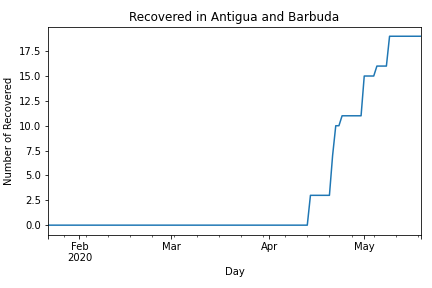 Recovered in Antigua and Barbuda
Number of Recovered
17.5
15.0
12.5
10.0
7.5
5.0
2.5
0.0
Feb
2020
Mar
Apr
May
Day